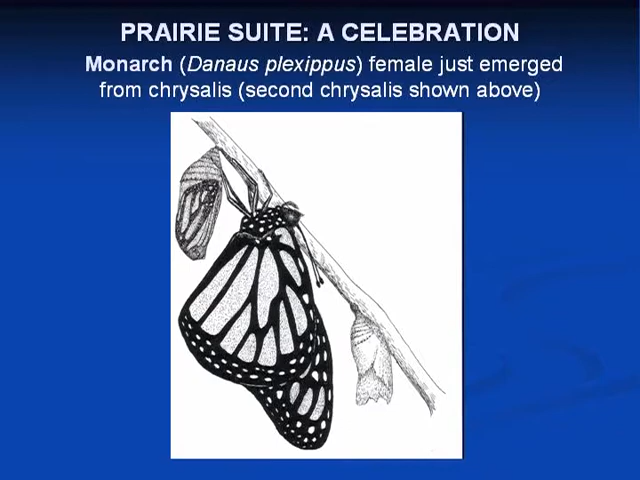 PRAIRIE SUITE: A CELEBRATION
Monarch (Danaus plexippus) female just emerged
from chrysalis (second chrysalis shown above)